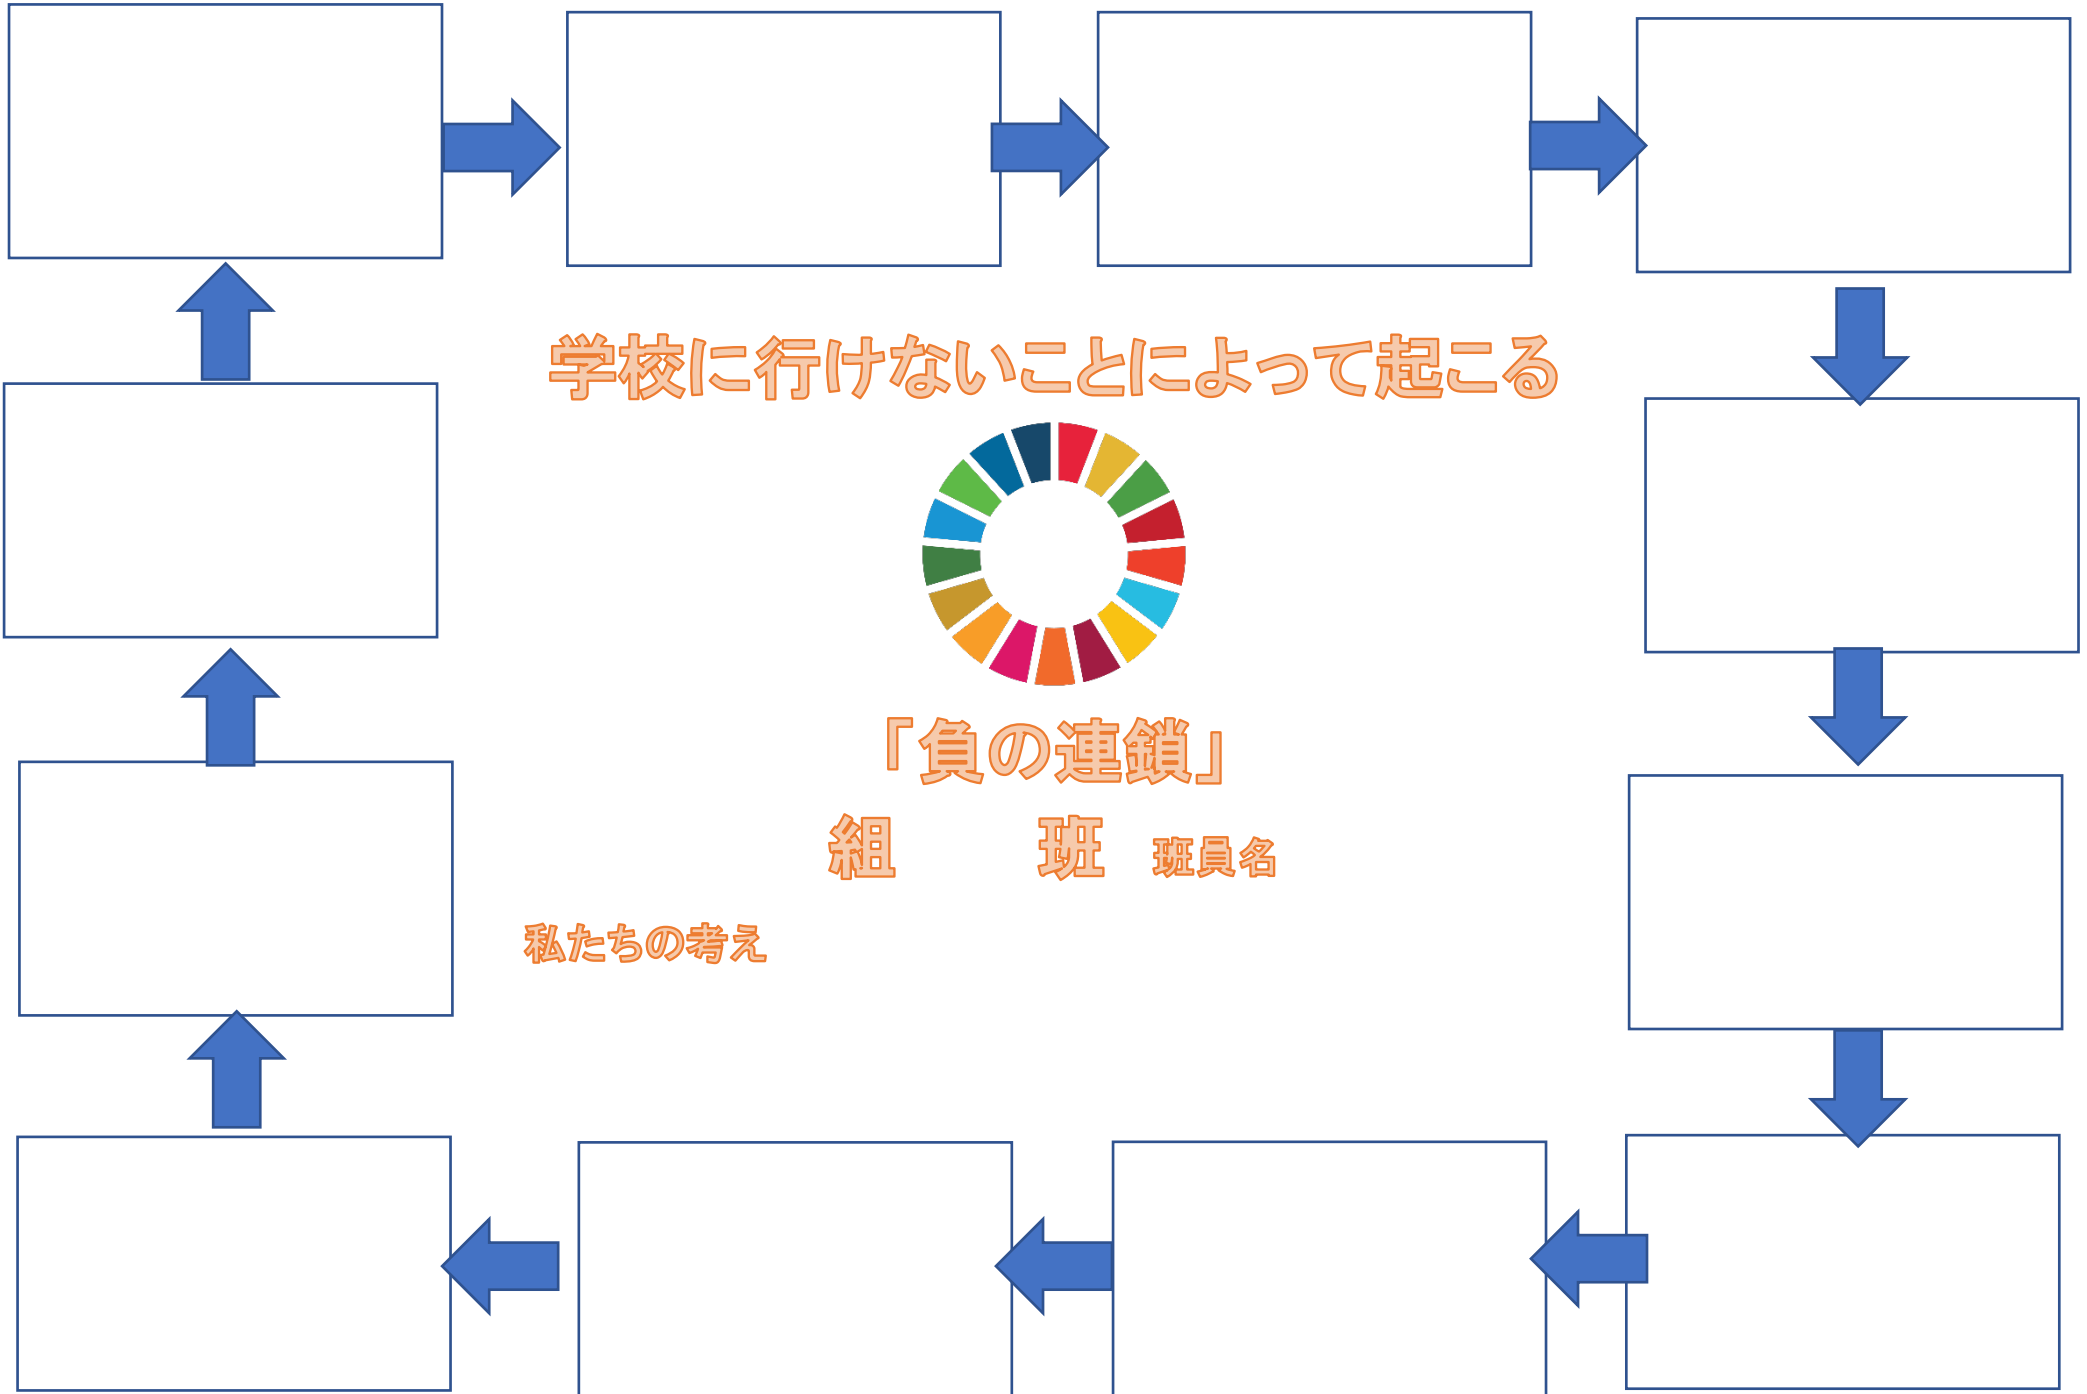 学校に行けないことによって起こる
「負の連鎖」
組　　班　班員名
私たちの考え